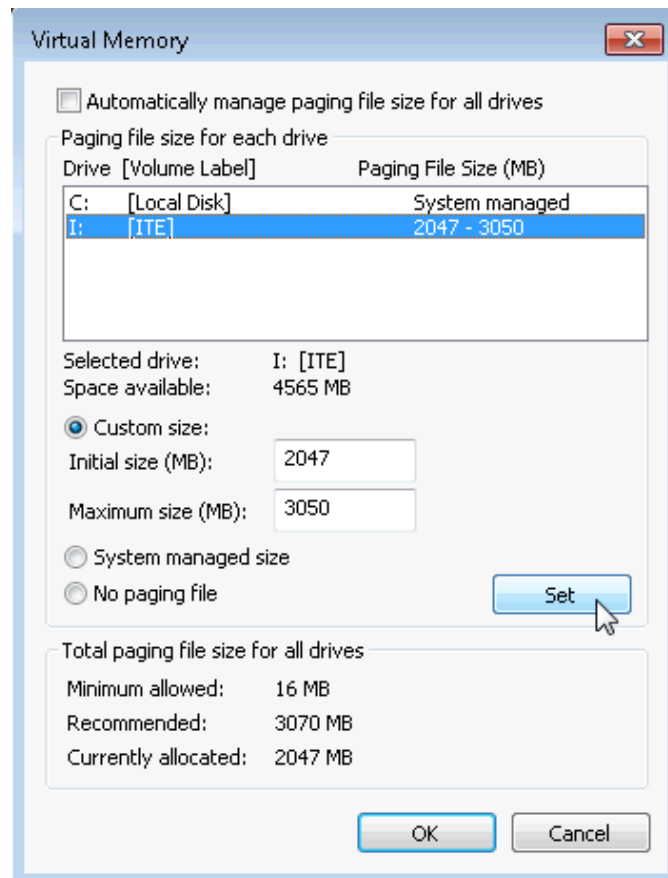 Virtual Memory
Automatically manage paging file size for all drives
Paging file size for each drive
Drive [Volume Label] Paging File Size (MB)
C: [Local Disk] System managed
I: [ITE] 2047 - 3050
Selected drive: I: [ITE]
Space available: 4565 MB
Custom size:
Initial size (MB): 2047
Maximum size (MB): 3050
System managed size
No paging file
Set
Total paging file size for all drives
Minimum allowed: 16 MB
Recommended: 3070 MB
Currently allocated: 2047 MB
OK Cancel